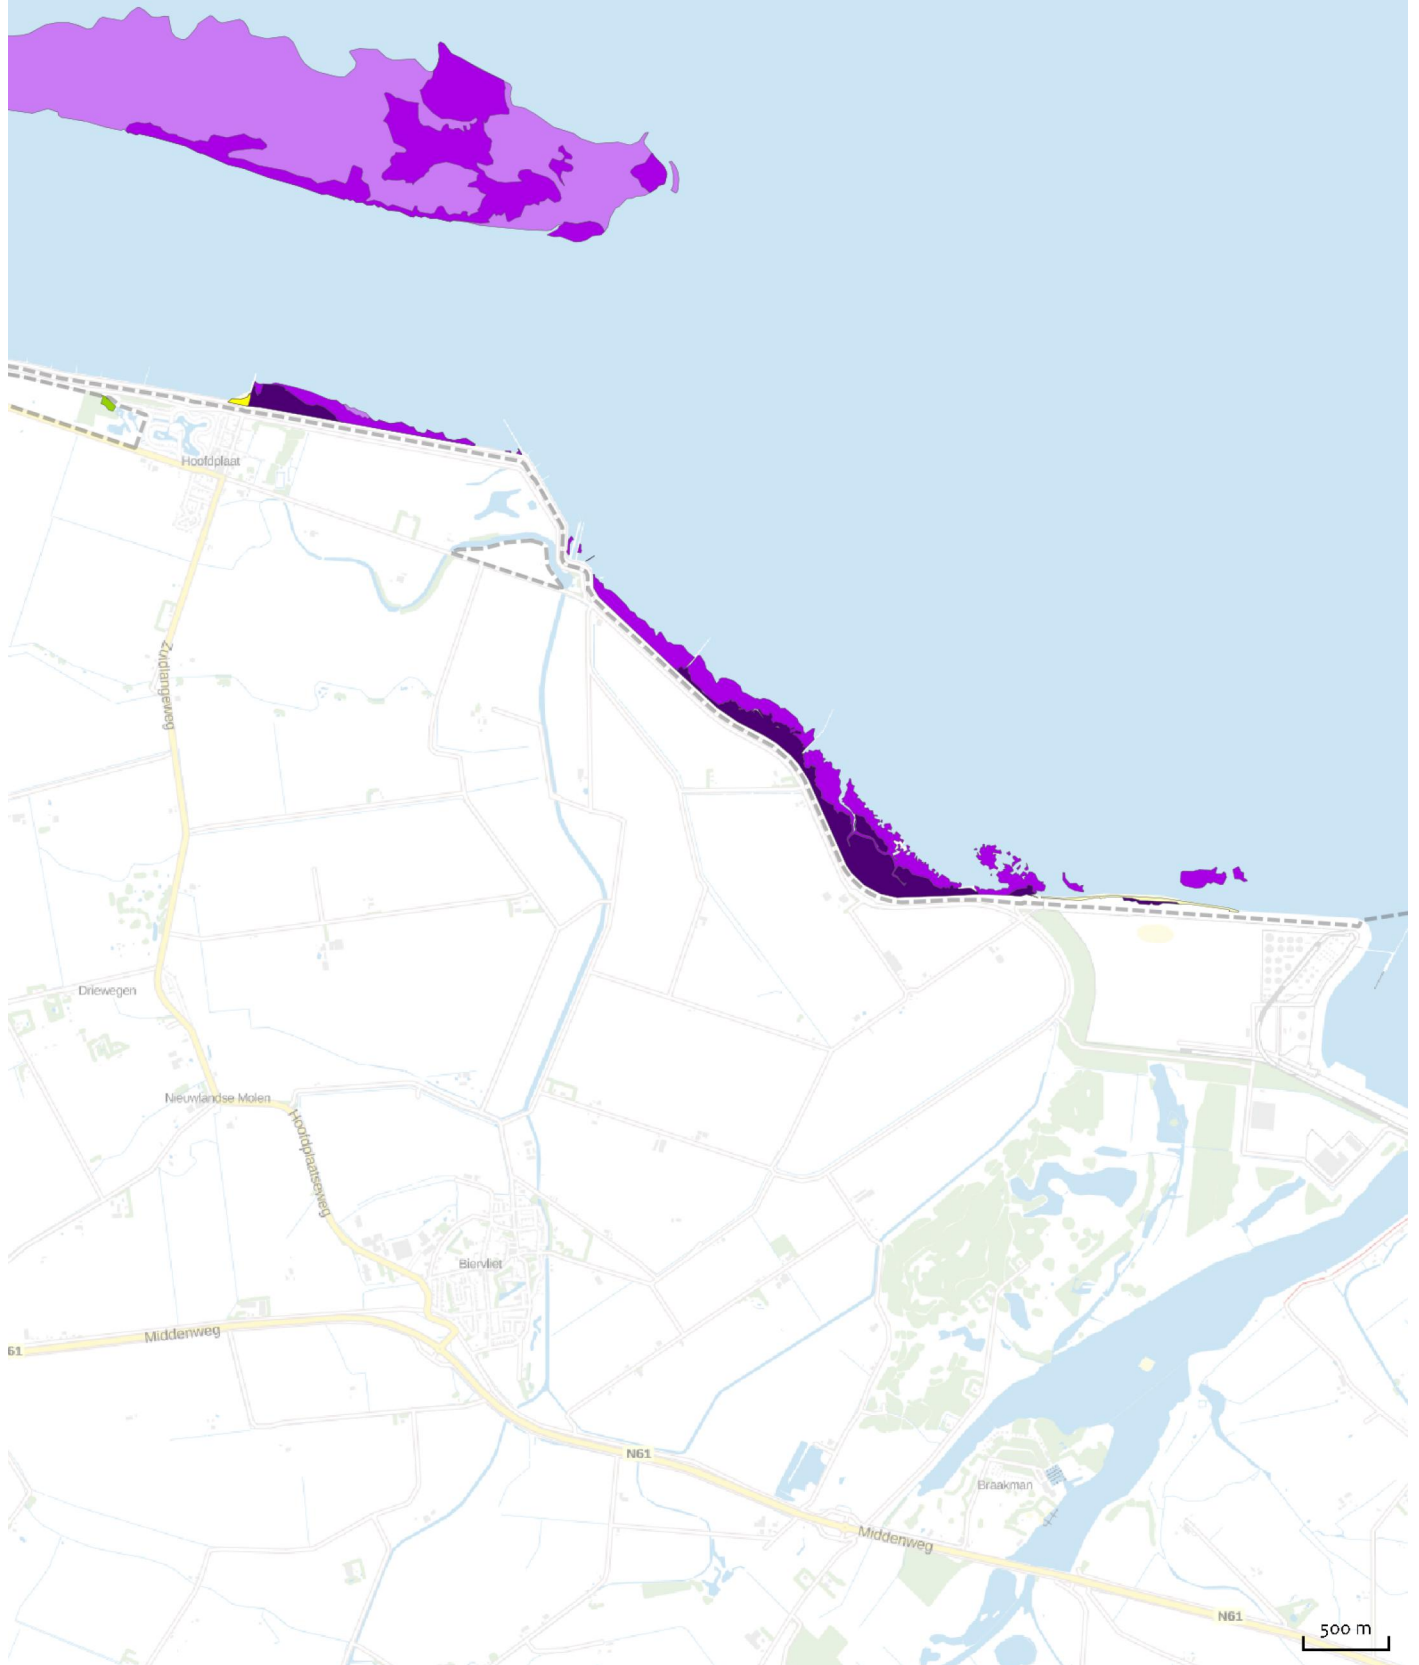 Hoofdplaat
Zuidlangeweg
Driewegen
Nieuwlandse Molen
Hoofdplaatseweg
Biervliet
Middenweg
61
N61
Braakman
Middenweg
N61
500 m